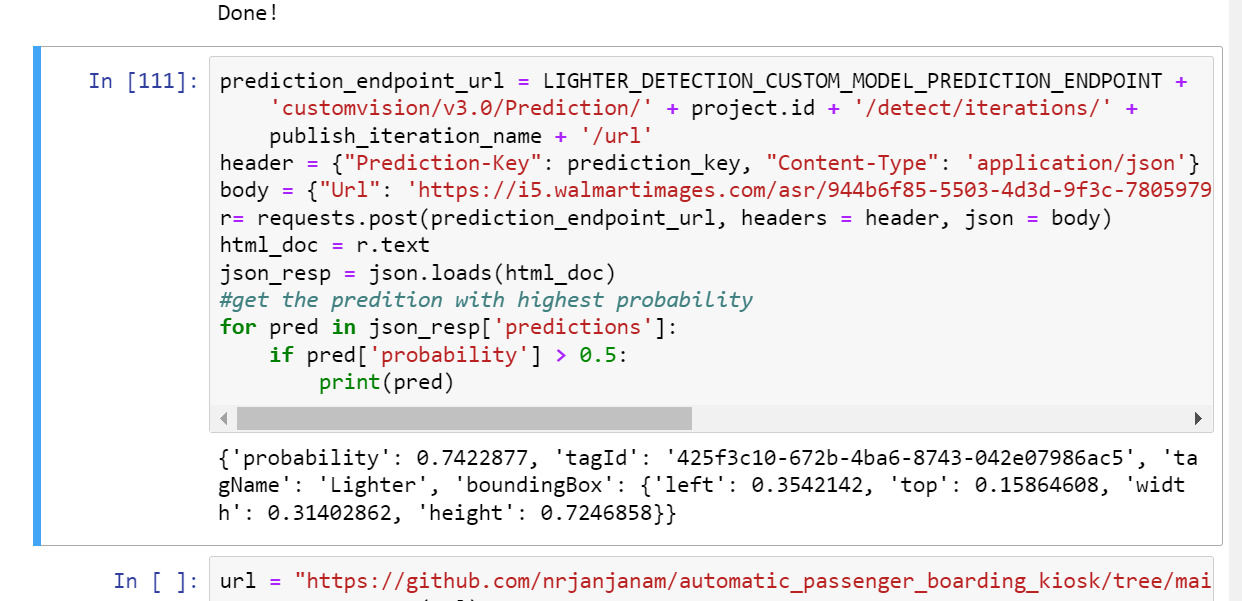 Done!
In [111]:
prediction_endpoint_url = LIGHTER_DETECTION_CUSTOM_MODEL_PREDICTION_ENDPOINT +
'customvision/v3.0/Prediction/' + project.id + '/detect/iterations/' +
publish_iteration_name + '/url'
header = {"Prediction-Key": prediction_key, "Content-Type": 'application/json'}
body = {"Url": 'https://i5.walmartimages.com/asr/944b6f85-5503-4d3d-9f3c-7805979
r= requests.post(prediction_endpoint_url, headers = header, json = body)
html_doc = r.text
json_resp = json.loads(html_doc)
#get the predition with highest probability
for pred in json_resp['predictions']:
if pred['probability'] > 0.5:
print(pred)
{'probability': 0.7422877, 'tagId': '425f3c10-672b-4ba6-8743-042e07986ac5', 'ta
gName': 'Lighter', 'boundingBox': {'left': 0.3542142, 'top': 0.15864608, 'widt
h': 0.31402862, 'height': 0.7246858}}
In [ ]:
url = "https://github.com/nrjanjanam/automatic_passenger_boarding_kiosk/tree/mai